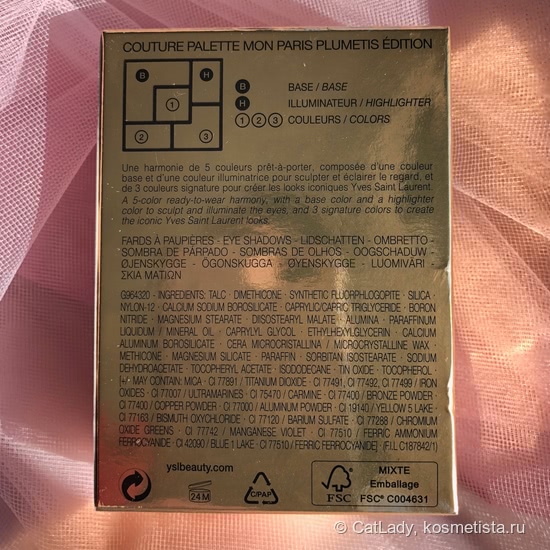 COUTURE PALETTE MON PARIS PLUMETIS ÉDITION
B
H
1
2
3
B BASE / BASE
H ILLUMINATEUR / HIGHLIGHTER
1 2 3 COULEURS / COLORS
Une harmonie de 5 couleurs prêt-à-porter, composée d'une couleur
base et d'une couleur illuminatrice pour sculpter et éclairer le regard, et
de 3 couleurs signature pour créer les looks iconiques Yves Saint Laurent.
A 5-color ready-to-wear harmony, with a base color and a highlighter
color to sculpt and illuminate the eyes, and 3 signature colors to create
the iconic Yves Saint Laurent looks.
FARDS À PAUPIÈRES - EYE SHADOWS - LIDSCHATTEN - OMBRETTO -
SOMBRA DE PÁRPADO - SOMBRAS DE OLHOS - OOGSCHADUW -
ØJENSKYGGE - ÖGONSKUGGA - ØYENSKYGGE - LUOMIVÄRI -
ΣΚΙΑ ΜΑΤΙΩΝ
G964320 - INGREDIENTS: TALC · DIMETHICONE · SYNTHETIC FLUORPHLOGOPITE · SILICA ·
NYLON-12 · CALCIUM SODIUM BOROSILICATE · CAPRYLIC/CAPRIC TRIGLYCERIDE · BORON
NITRIDE · MAGNESIUM STEARATE · DIISOSTEARYL MALATE · ALUMINA · PARAFFINUM
LIQUIDUM / MINERAL OIL · CAPRYLYL GLYCOL · ETHYLHEXYLGLYCERIN · CALCIUM
ALUMINUM BOROSILICATE · CERA MICROCRISTALLINA / MICROCRYSTALLINE WAX ·
METHICONE · MAGNESIUM SILICATE · PARAFFIN · SORBITAN ISOSTEARATE · SODIUM
DEHYDROACETATE · TOCOPHERYL ACETATE · ISODODECANE · TIN OXIDE · TOCOPHEROL ·
[+/- MAY CONTAIN: MICA · CI 77891 / TITANIUM DIOXIDE · CI 77491, CI 77492, CI 77499 / IRON
OXIDES · CI 77007 / ULTRAMARINES · CI 75470 / CARMINE · CI 77400 / BRONZE POWDER ·
CI 77400 / COPPER POWDER · CI 77000 / ALUMINUM POWDER · CI 19140 / YELLOW 5 LAKE ·
CI 77163 / BISMUTH OXYCHLORIDE · CI 77120 / BARIUM SULFATE · CI 77288 / CHROMIUM
OXIDE GREENS · CI 77742 / MANGANESE VIOLET · CI 77510 / FERRIC AMMONIUM
FERROCYANIDE · CI 42090 / BLUE 1 LAKE · CI 77510 / FERRIC FERROCYANIDE] (F.I.L C187842/1)
yslbeauty.com
24 M
C/PAP
FSC
MIXTE
Emballage
FSC® C004631
© CatLady, kosmetista.ru